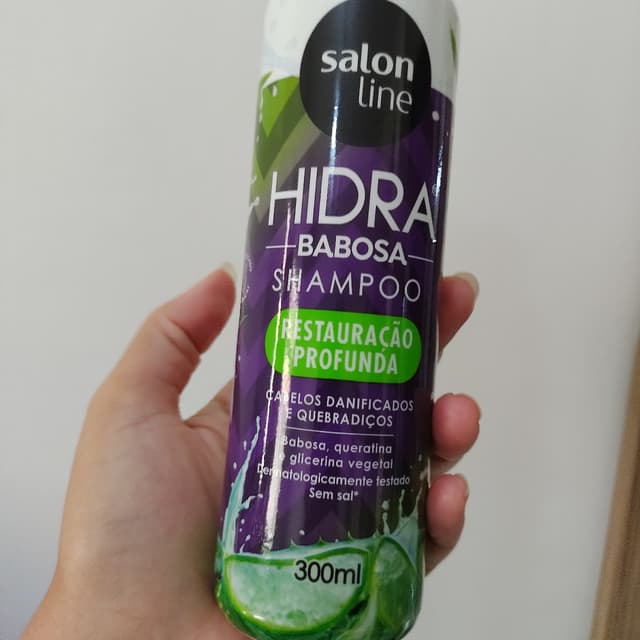 salon
line
HIDRA
BABOSA
SHAMPOO
RESTAURAÇÃO
PROFUNDA
CABELOS DANIFICADOS
E QUEBRADIÇOS
Babosa, queratina
e glicerina vegetal
Dermatologicamente testado
Sem sal*
300ml